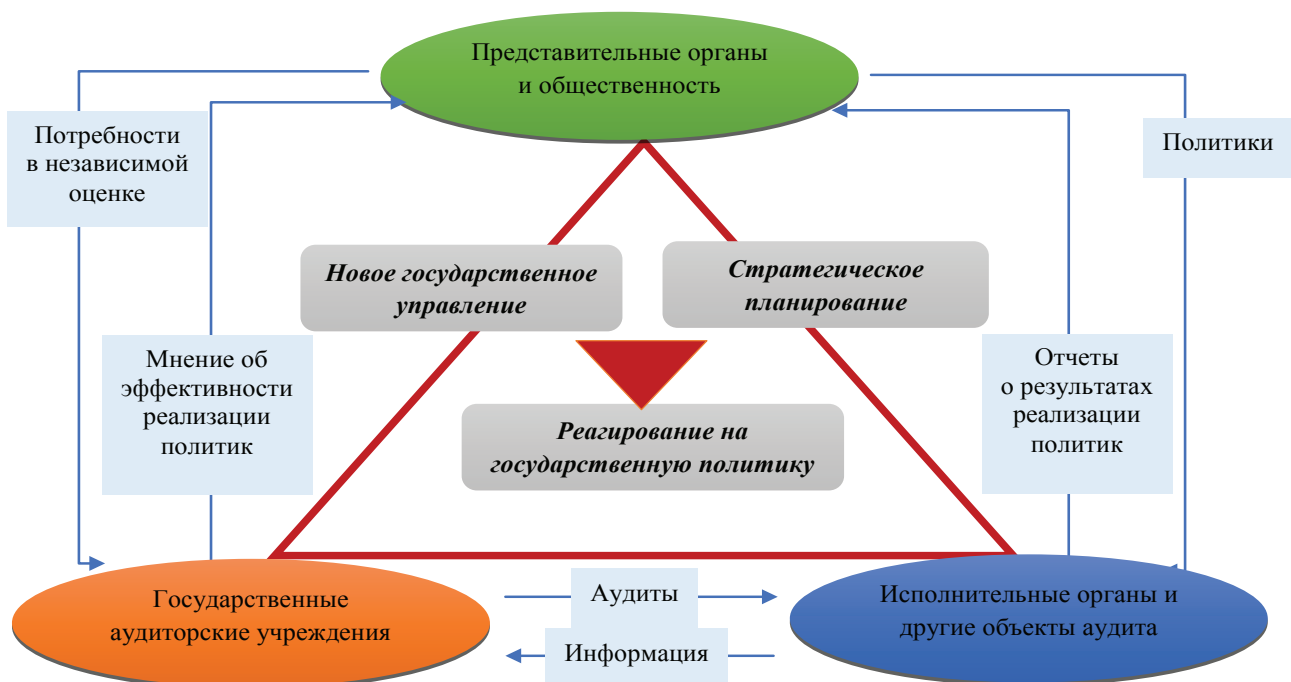 Представительные органы
и общественность
Потребности
в независимой
оценке
Политики
Новое государственное
управление
Стратегическое
планирование
Мнение об
эффективности
реализации
политик
Отчеты
о результатах
реализации
политик
Реагирование на
государственную политику
Государственные
аудиторские учреждения
Аудиты
Информация
Исполнительные органы и
другие объекты аудита